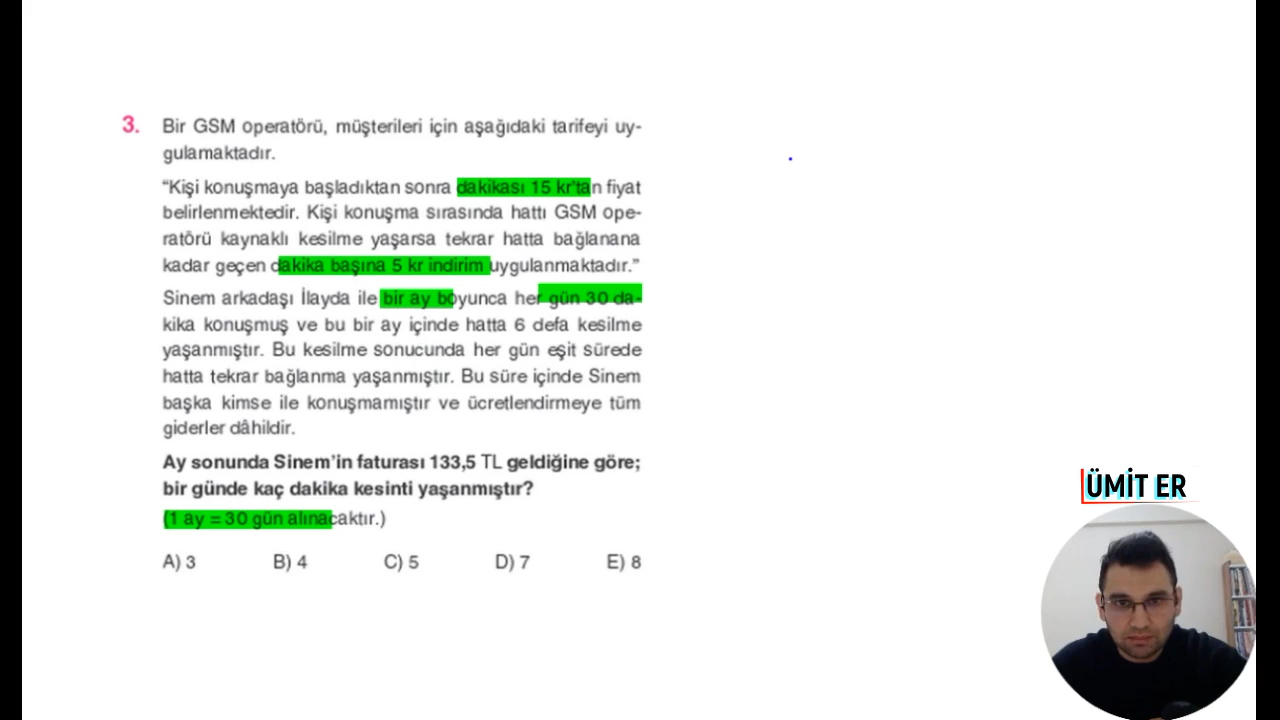 3. Bir GSM operatörü, müşterileri için aşağıdaki tarifeyi uy-
gulamaktadır.
“Kişi konuşmaya başladıktan sonra dakikası 15 kr'tan fiyat
belirlenmektedir. Kişi konuşma sırasında hattı GSM ope-
ratörü kaynaklı kesilme yaşarsa tekrar hatta bağlanana
kadar geçen dakika başına 5 kr indirim uygulanmaktadır.”
Sinem arkadaşı İlayda ile bir ay boyunca her gün 30 da-
kika konuşmuş ve bu bir ay içinde hatta 6 defa kesilme
yaşanmıştır. Bu kesilme sonucunda her gün eşit sürede
hatta tekrar bağlanma yaşanmıştır. Bu süre içinde Sinem
başka kimse ile konuşmamıştır ve ücretlendirmeye tüm
giderler dâhildir.
Ay sonunda Sinem'in faturası 133,5 TL geldiğine göre;
bir günde kaç dakika kesinti yaşanmıştır?
(1 ay = 30 gün alınacaktır.)
A) 3 B) 4 C) 5 D) 7 E) 8
ÜMİT ER